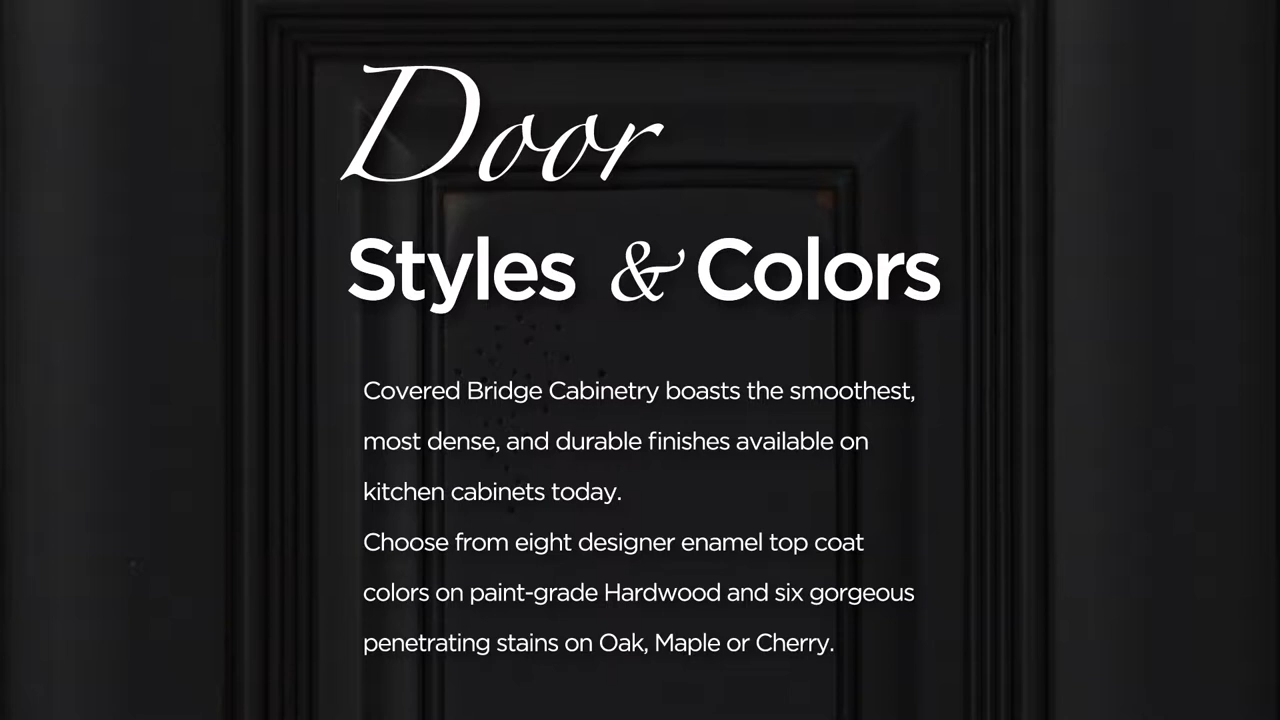 Door
Styles & Colors
Covered Bridge Cabinetry boasts the smoothest,
most dense, and durable finishes available on
kitchen cabinets today.
Choose from eight designer enamel top coat
colors on paint-grade Hardwood and six gorgeous
penetrating stains on Oak, Maple or Cherry.